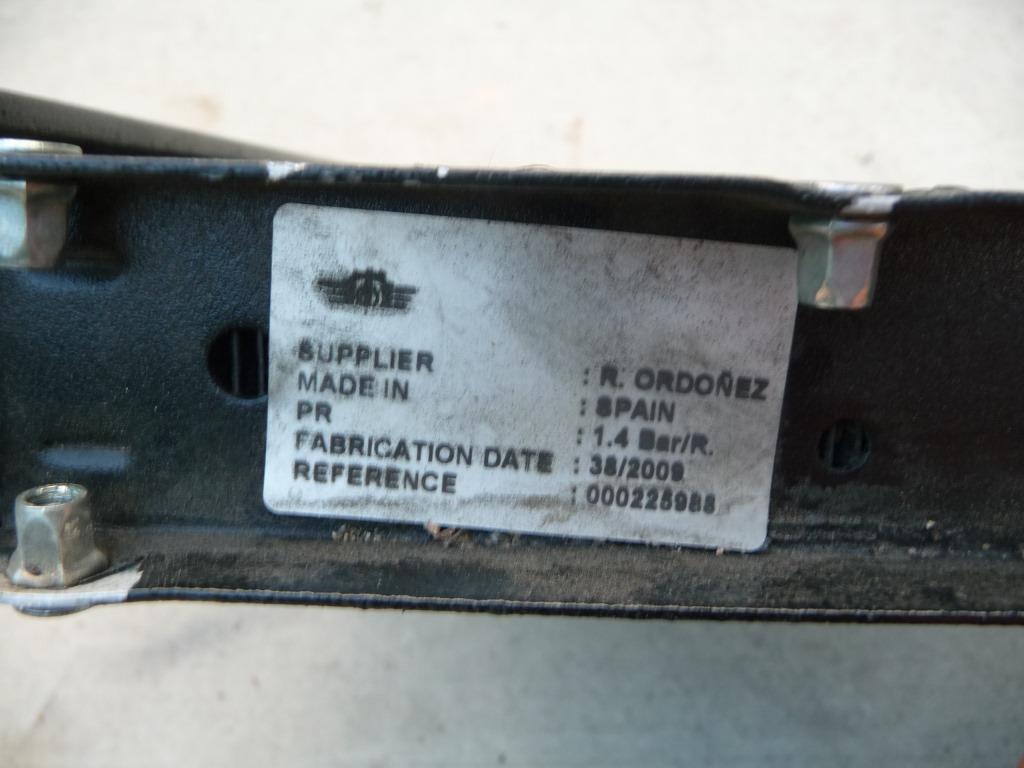 SUPPLIER : R. ORDOÑEZ
MADE IN : SPAIN
PR : 1.4 Bar/R.
FABRICATION DATE : 38/2009
REFERENCE : 000225988